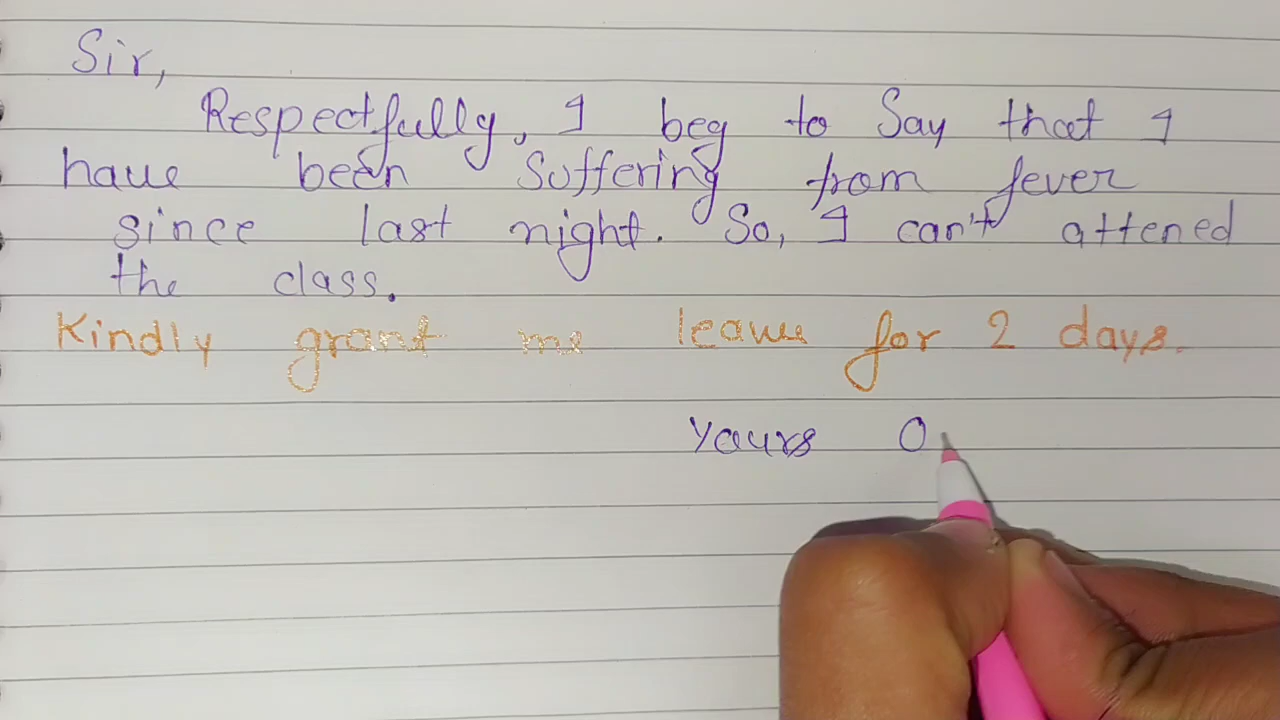 Sir,
Respectfully, I beg to Say that I
have been Suffering from fever
since last night. So, I can't attened
the class.
Kindly grant me leave for 2 days.
Yours O